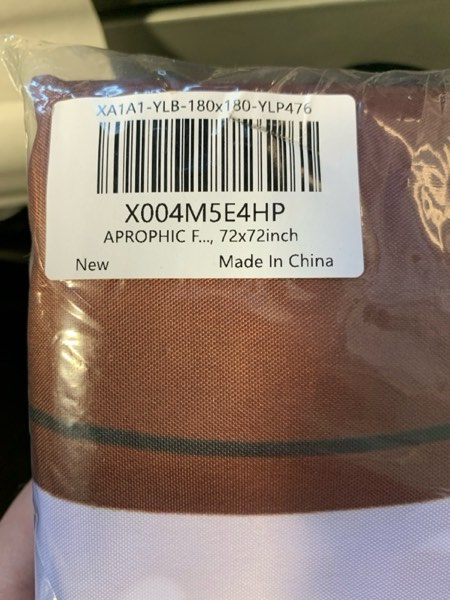 XA1A1-YLB-180x180-YLP476
X004M5E4HP
APROPHIC F..., 72x72inch
New Made In China